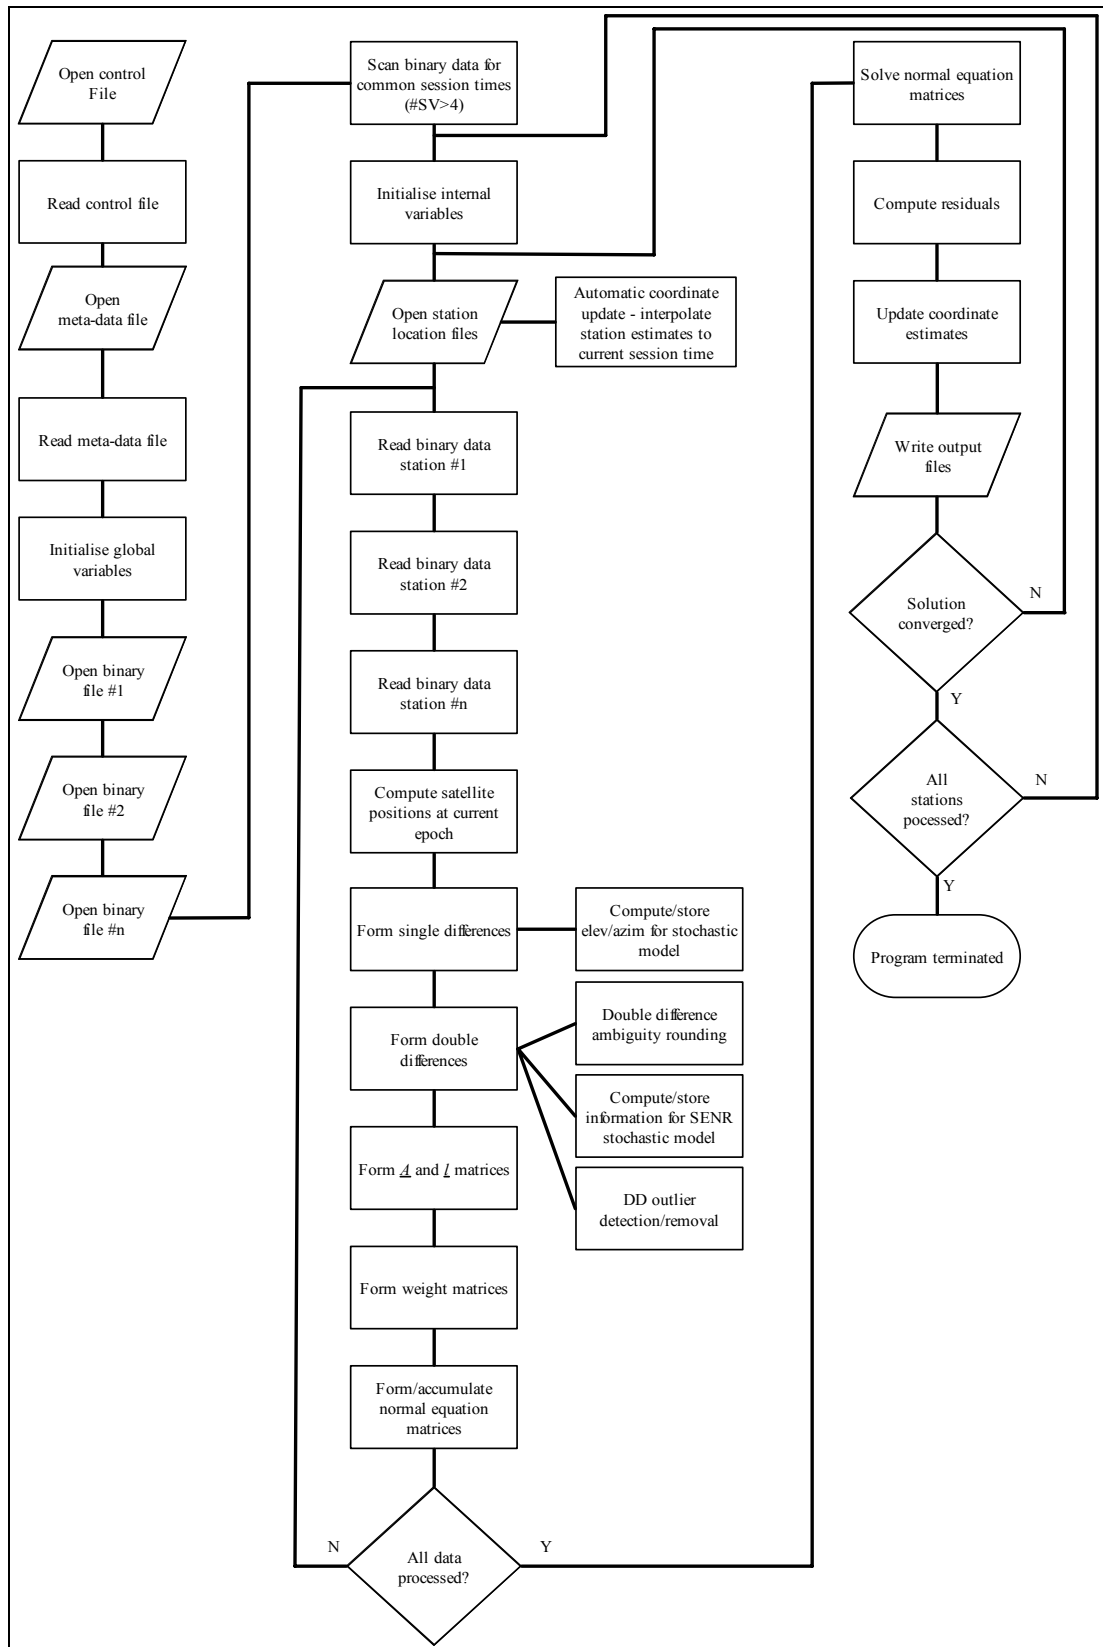 Open control
File
Read control file
Open
meta-data file
Read meta-data file
Initialise global
variables
Open binary
file #1
Open binary
file #2
Open binary
file #n
Scan binary data for
common session times
(#SV>4)
Initialise internal
variables
Open station
location files
Automatic coordinate
update - interpolate
station estimates to
current session time
Read binary data
station #1
Read binary data
station #2
Read binary data
station #n
Compute satellite
positions at current
epoch
Form single differences
Compute/store
elev/azim for stochastic
model
Form double
differences
Double difference
ambiguity rounding
Compute/store
information for SENR
stochastic model
DD outlier
detection/removal
Form A and l matrices
Form weight matrices
Form/accumulate
normal equation
matrices
All data
processed?
N
Y
Solve normal equation
matrices
Compute residuals
Update coordinate
estimates
Write output
files
Solution
converged?
N
Y
All
stations
pocessed?
N
Y
Program terminated